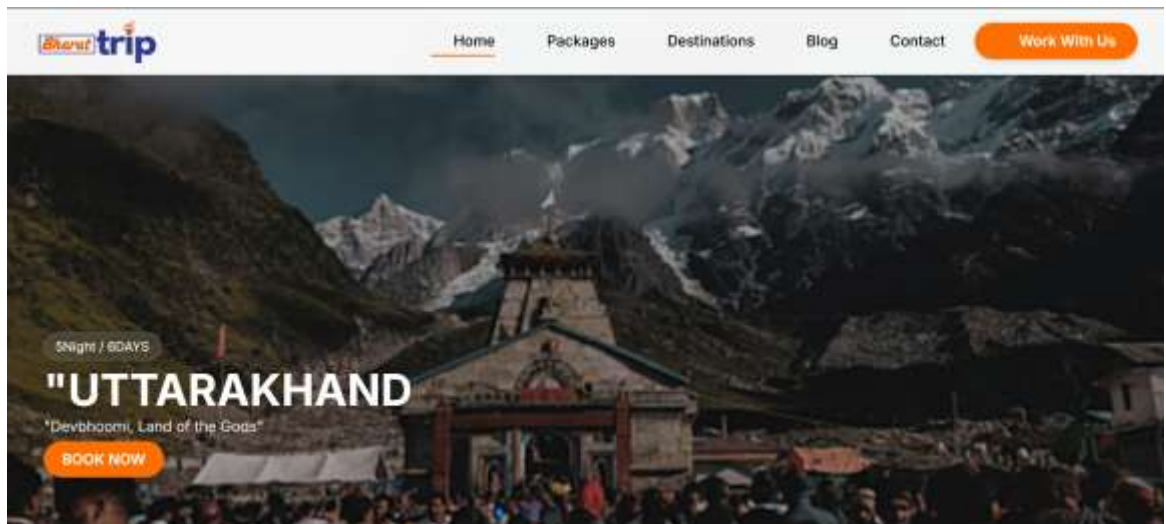 Bharat trip
Home Packages Destinations Blog Contact Work With Us
5Night / 6DAYS
"UTTARAKHAND
"Devbhoomi, Land of the Gods"
BOOK NOW